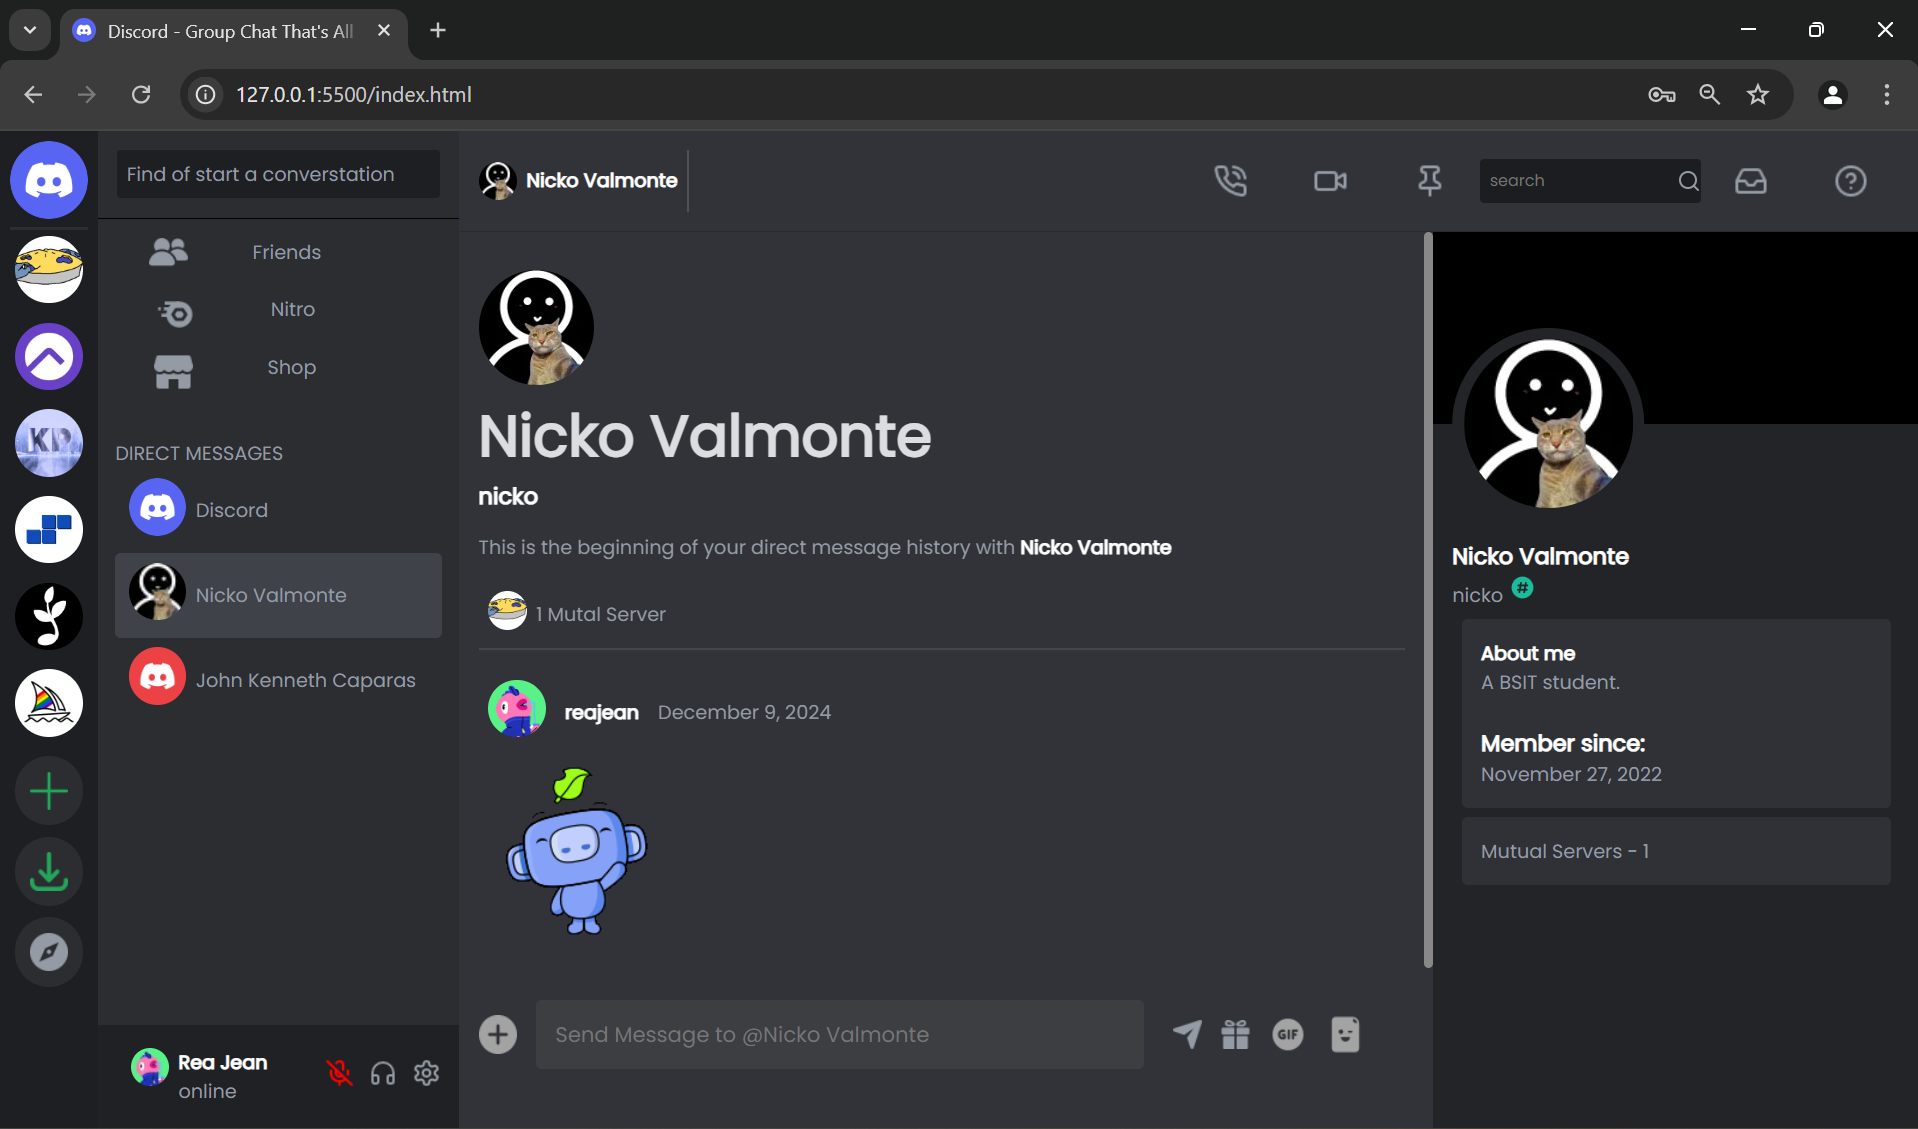 Discord - Group Chat That's All
127.0.0.1:5500/index.html
Find of start a converstation
Friends
Nitro
Shop
DIRECT MESSAGES
Discord
Nicko Valmonte
John Kenneth Caparas
Rea Jean
online
KP
Nicko Valmonte
search
Nicko Valmonte
nicko
This is the beginning of your direct message history with Nicko Valmonte
1 Mutal Server
reajean December 9, 2024
Send Message to @Nicko Valmonte
GIF
Nicko Valmonte
nicko #
About me
A BSIT student.
Member since:
November 27, 2022
Mutual Servers - 1